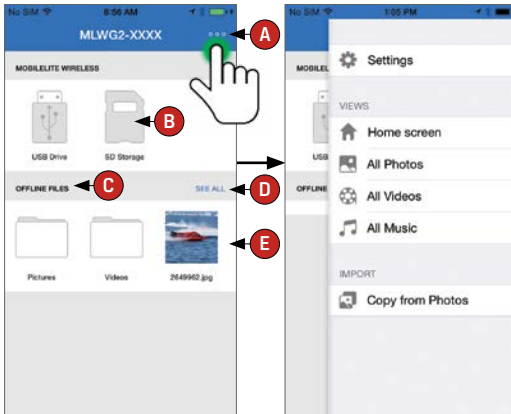 No SIM 8:56 AM
MLWG2-XXXX
A
MOBILELITE WIRELESS
B
USB Drive SD Storage
C
OFFLINE FILES SEE ALL
D
E
Pictures Videos 2649962.jpg
No SIM 1:05 PM
MOBILEL
USB
OFFLINE
Settings
VIEWS
Home screen
All Photos
All Videos
All Music
IMPORT
Copy from Photos